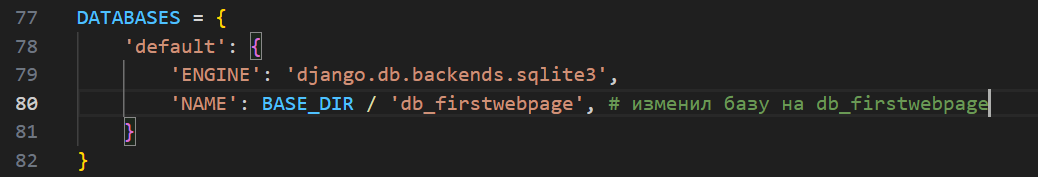 77 DATABASES = {
78 'default': {
79 'ENGINE': 'django.db.backends.sqlite3',
80 'NAME': BASE_DIR / 'db_firstwebpage', # изменил базу на db_firstwebpage
81 }
82 }